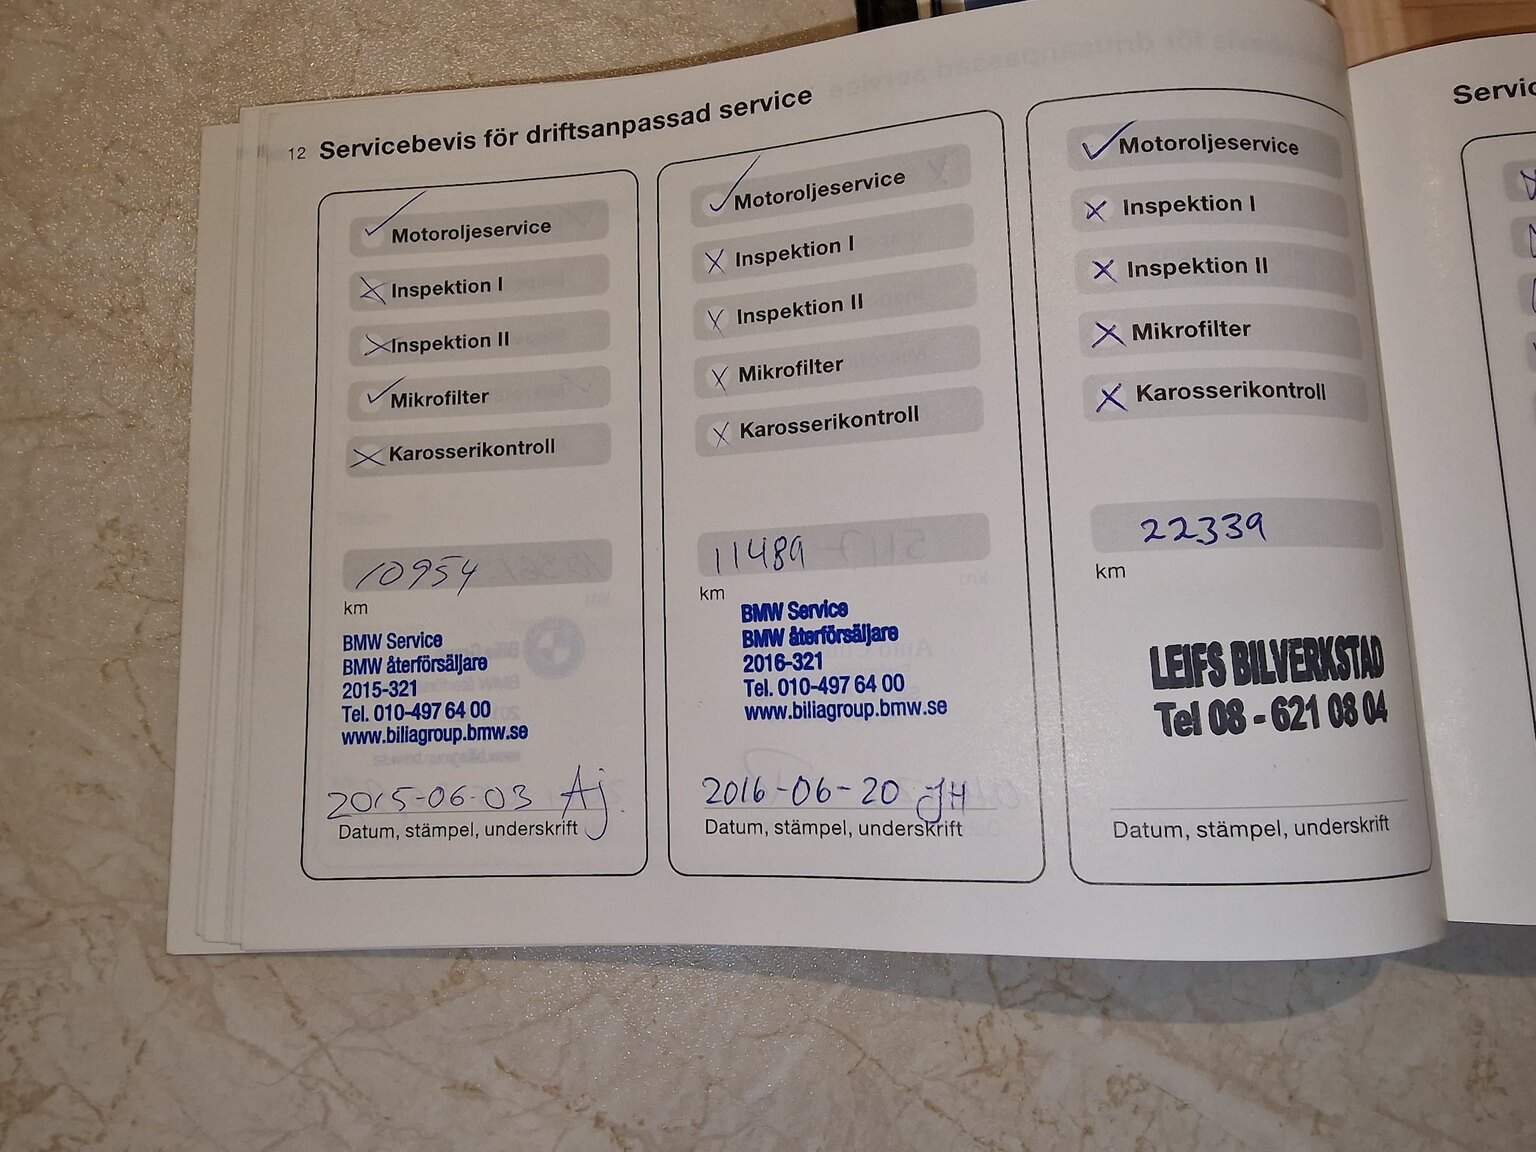 12 Servicebevis för driftsanpassad service
Motoroljeservice
Inspektion I
Inspektion II
Mikrofilter
Karosserikontroll
10954
km
BMW Service
BMW återförsäljare
2015-321
Tel. 010-497 64 00
www.biliagroup.bmw.se
2015-06-03 Aj.
Datum, stämpel, underskrift
Motoroljeservice
Inspektion I
Inspektion II
Mikrofilter
Karosserikontroll
11489
km
BMW Service
BMW återförsäljare
2016-321
Tel. 010-497 64 00
www.biliagroup.bmw.se
2016-06-20 JH
Datum, stämpel, underskrift
Motoroljeservice
Inspektion I
Inspektion II
Mikrofilter
Karosserikontroll
22339
km
LEIFS BILVERKSTAD
Tel 08 - 621 08 04
Datum, stämpel, underskrift